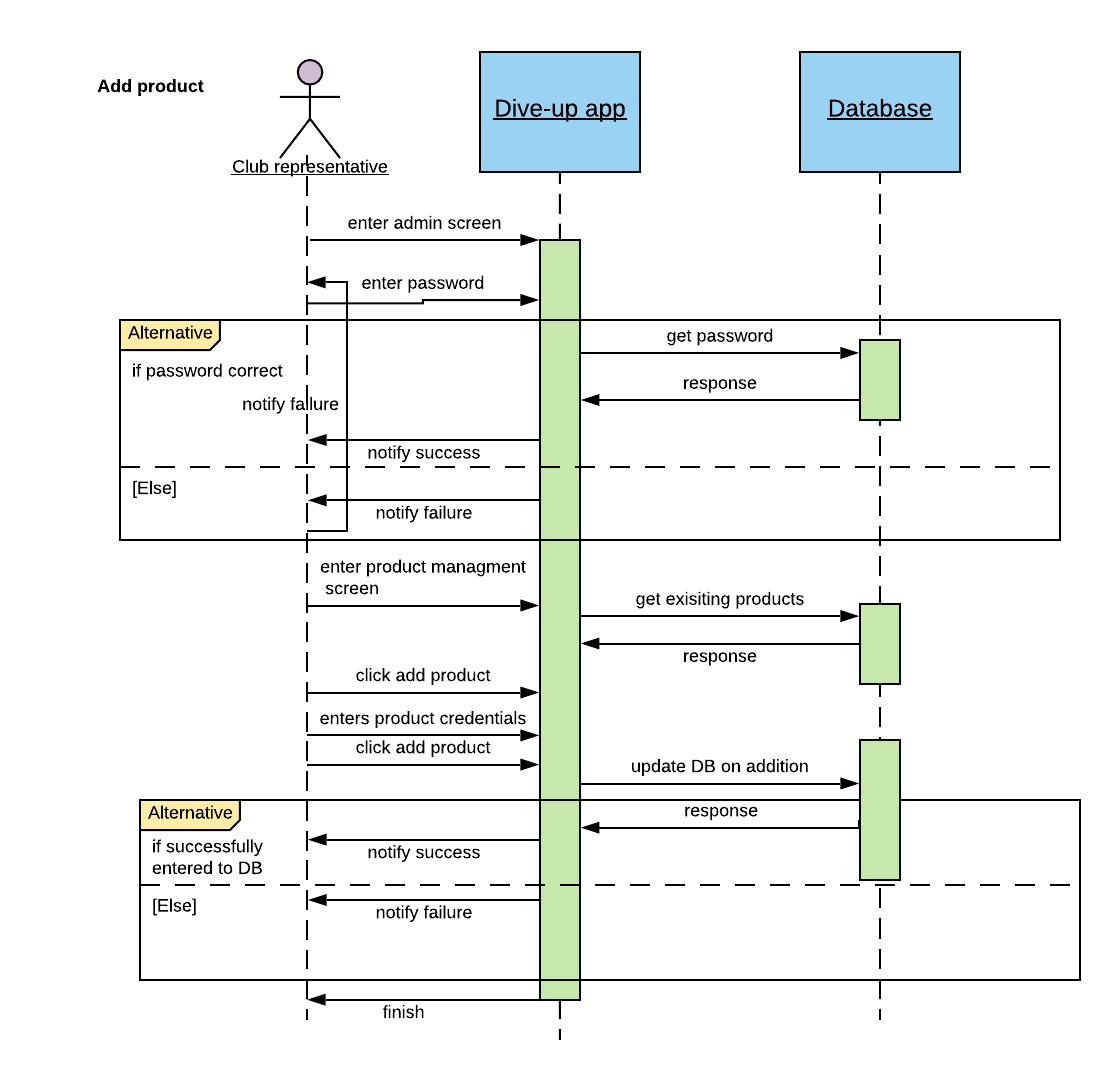 Add product
Dive-up app
Database
Club representative
enter admin screen
enter password
Alternative
get password
if password correct
response
notify failure
notify success
[Else]
notify failure
enter product managment
screen
get exisiting products
response
click add product
enters product credentials
click add product
update DB on addition
Alternative
response
if successfully
entered to DB
notify success
[Else]
notify failure
finish